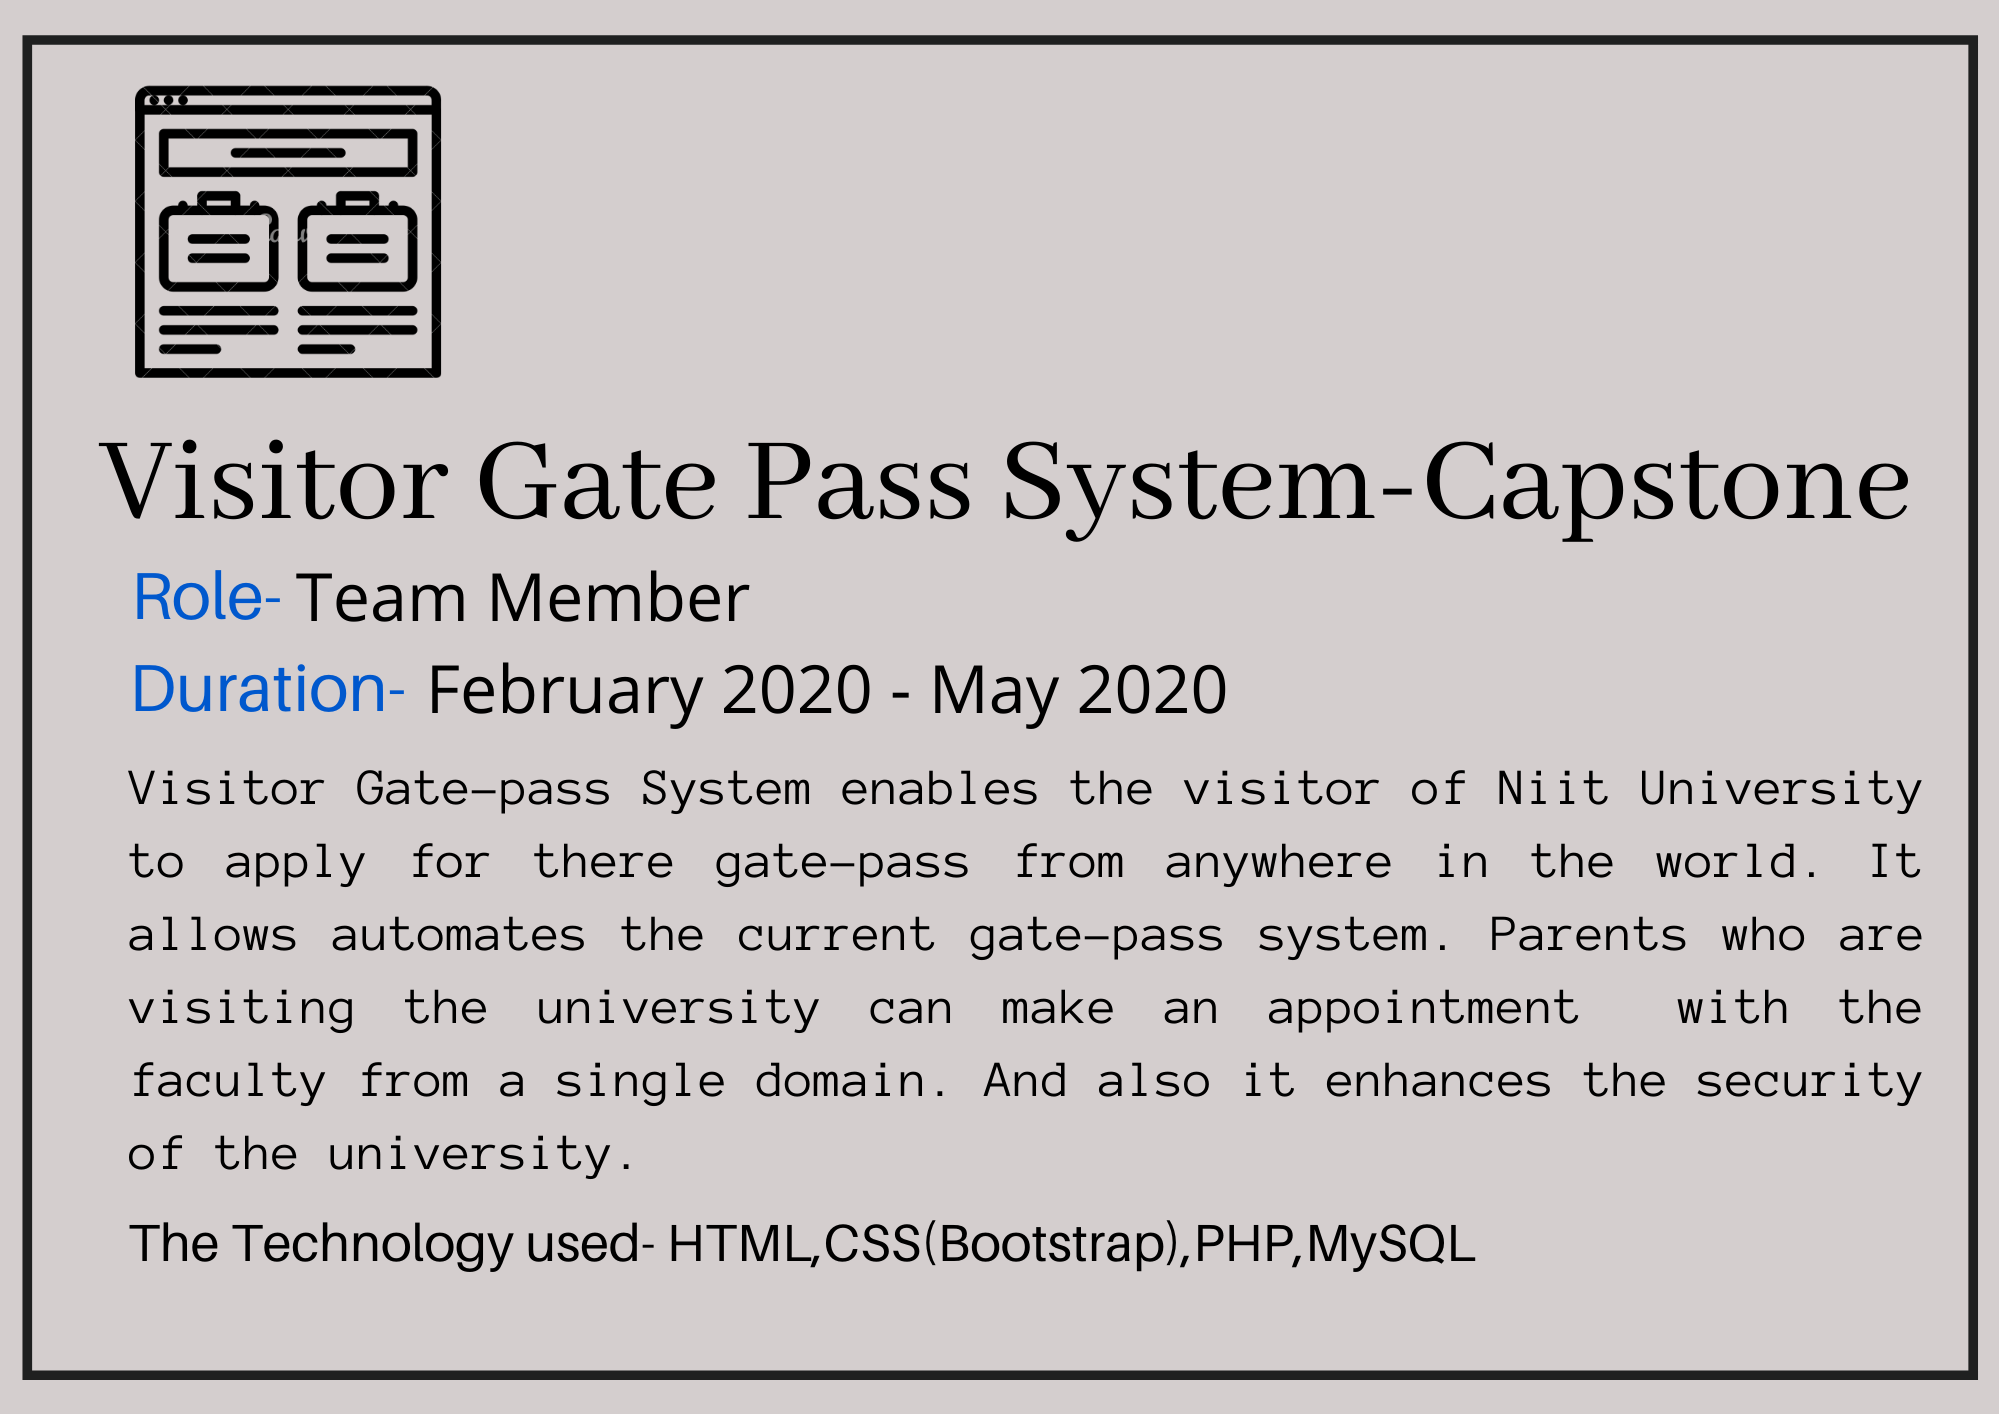 Visitor Gate Pass System-Capstone
Role- Team Member
Duration- February 2020 - May 2020
Visitor Gate-pass System enables the visitor of Niit University
to apply for there gate-pass from anywhere in the world. It
allows automates the current gate-pass system. Parents who are
visiting the university can make an appointment with the
faculty from a single domain. And also it enhances the security
of the university.
The Technology used- HTML,CSS(Bootstrap),PHP,MySQL